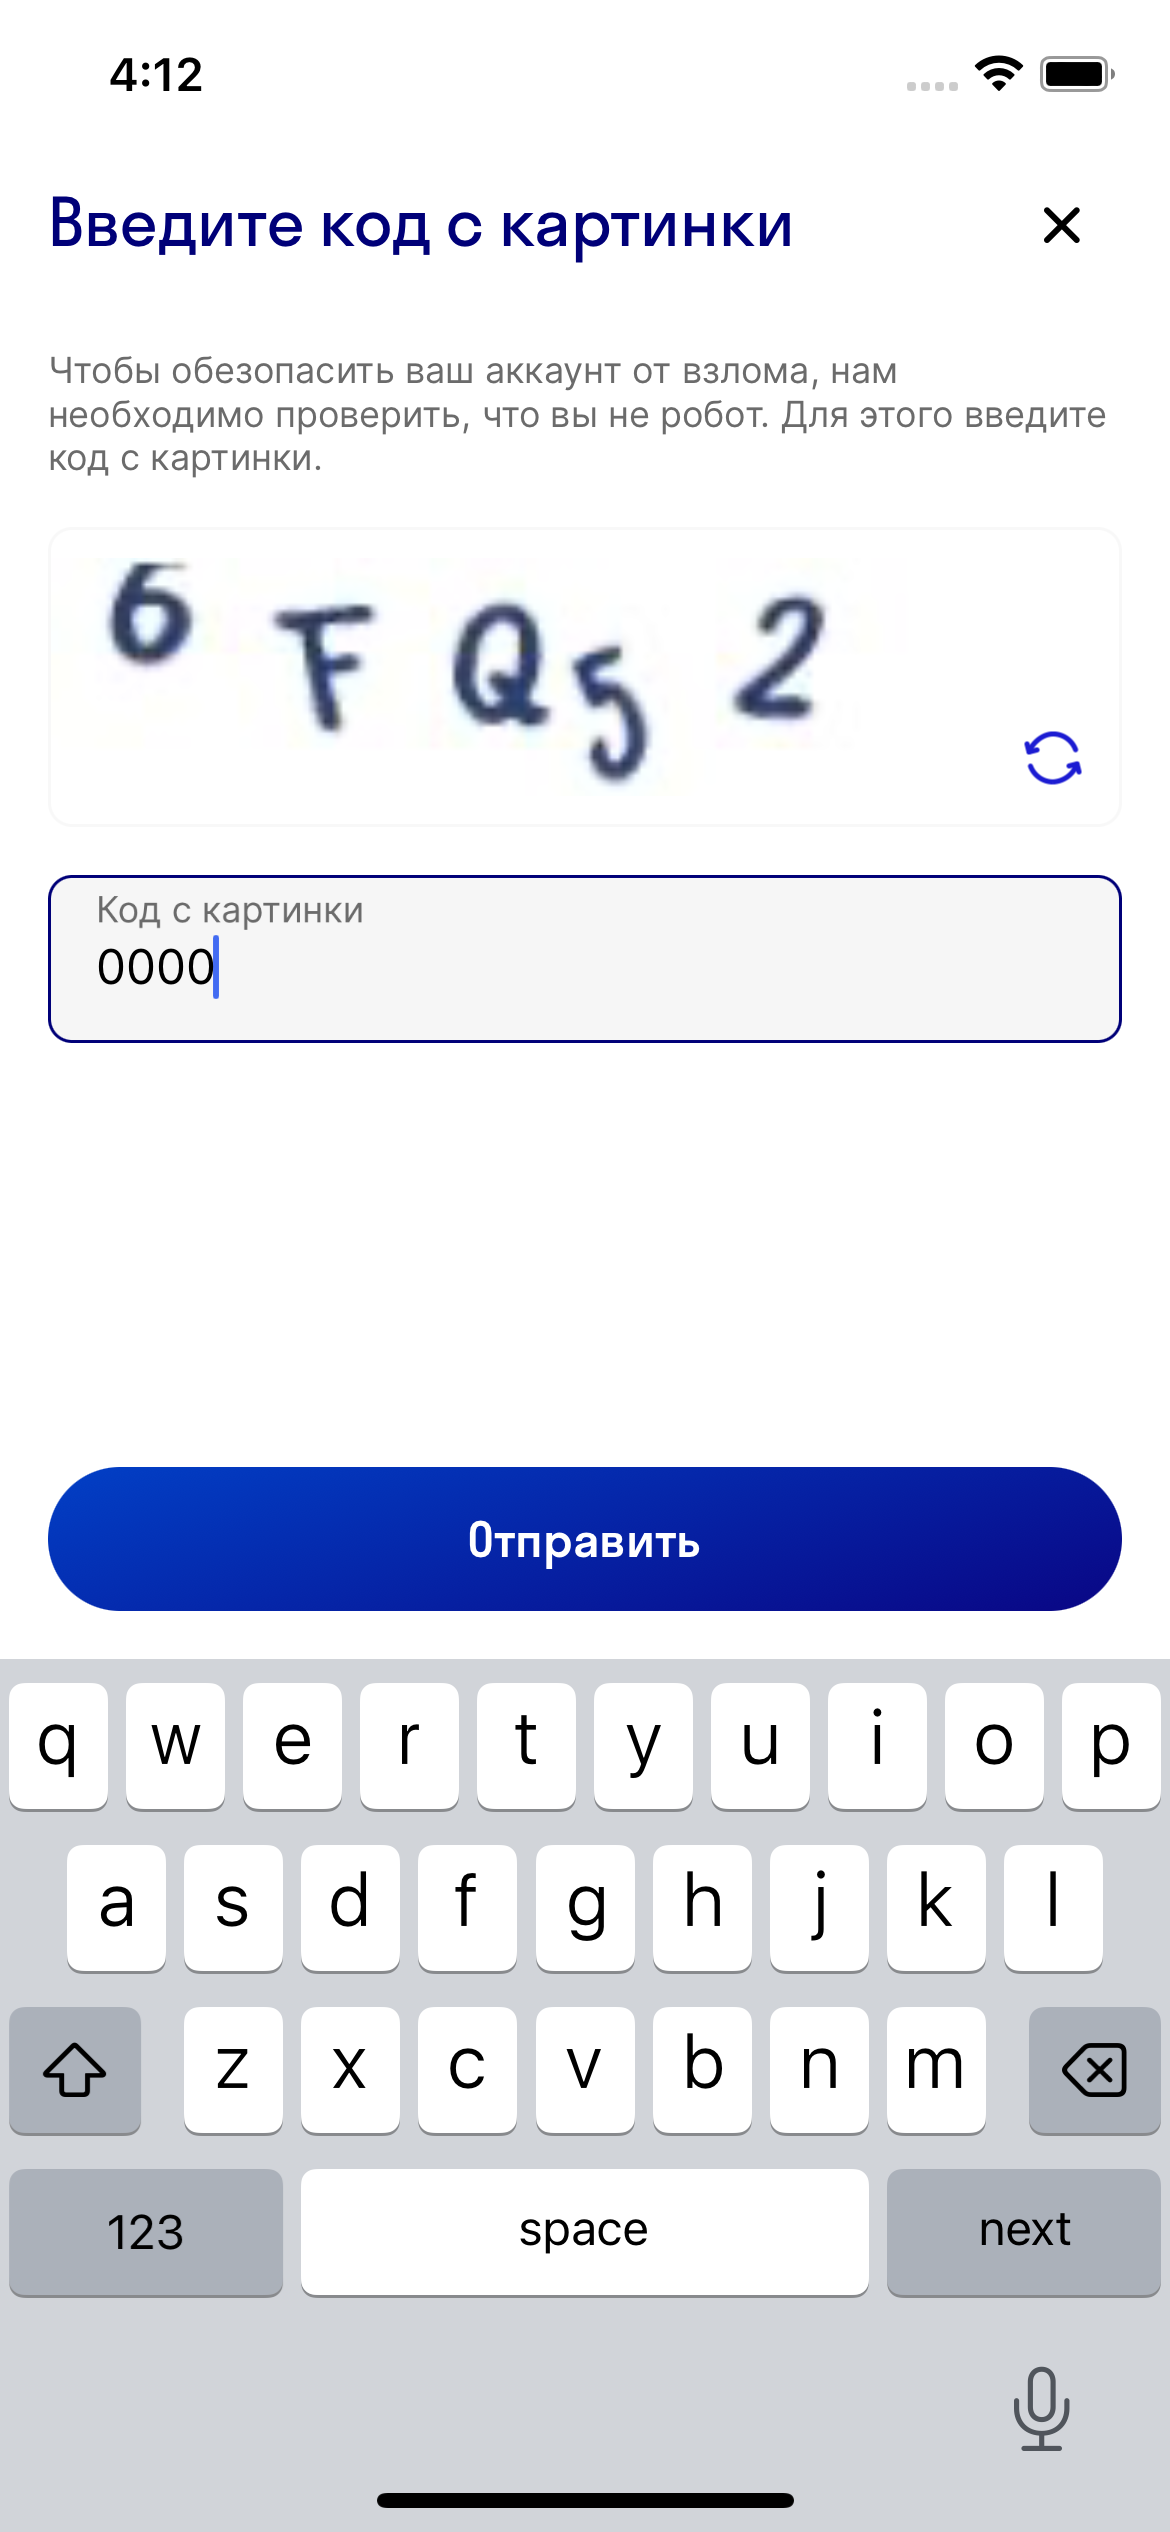 4:12
Введите код с картинки
Чтобы обезопасить ваш аккаунт от взлома, нам
необходимо проверить, что вы не робот. Для этого введите
код с картинки.
6 F Q 5 2
Код с картинки
0000
Отправить
q w e r t y u i o p
a s d f g h j k l
z x c v b n m
123 space next